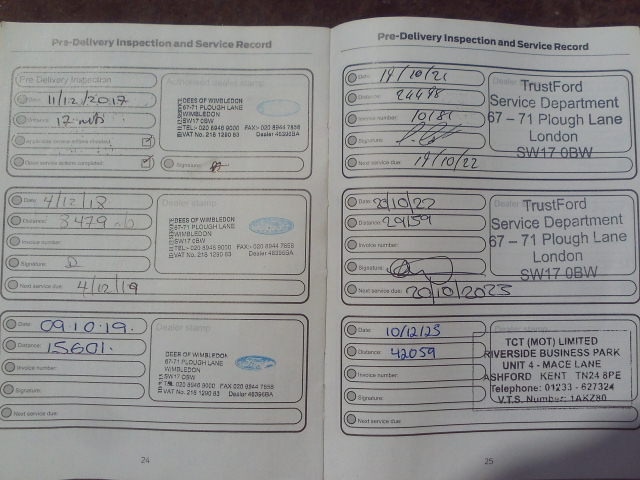 Pre-Delivery Inspection and Service Record
Pre Delivery Inspection
Date: 11/12/2017
Distance: 17 mls
Open service actions completed:
Authorised dealer stamp
DEES OF WIMBLEDON
67-71 PLOUGH LANE
WIMBLEDON
SW17 0BW
TEL:- 020 8946 9000 FAX:- 020 8944 7858
VAT No. 218 1290 83 Dealer 46396BA
Signature:
Date: 4/12/18
Distance: 8479
Invoice number:
Signature:
Next service due: 4/12/19
Dealer stamp
DEES OF WIMBLEDON
67-71 PLOUGH LANE
WIMBLEDON
SW17 0BW
TEL:- 020 8946 9000 FAX:- 020 8944 7858
VAT No. 218 1290 83 Dealer 46396BA
Date: 09.10.19.
Distance: 15601.
Invoice number:
Signature:
Next service due:
Dealer stamp
DEES OF WIMBLEDON
67-71 PLOUGH LANE
WIMBLEDON
SW17 0BW
TEL 020 8946 9000 FAX: 020 8944 7858
VAT No. 218 1290 83 Dealer 46396BA
Ford
24
Pre-Delivery Inspection and Service Record
Date: 19/10/21
Distance: 24498
Invoice number:
Signature:
Next service due: 19/10/22
Dealer
TrustFord
Service Department
67 – 71 Plough Lane
London
SW17 0BW
Date: 20/10/22
Distance: 29159
Invoice number:
Signature:
Next service due: 20/10/2023
Dealer
TrustFord
Service Department
67 – 71 Plough Lane
London
SW17 0BW
Date: 10/12/23
Distance: 42059
Invoice number:
Signature:
Next service due:
Dealer stamp
TCT (MOT) LIMITED
RIVERSIDE BUSINESS PARK
UNIT 4 - MACE LANE
ASHFORD KENT TN24 8PE
Telephone: 01233 - 627324
V.T.S. Number: 1AKZ80
25